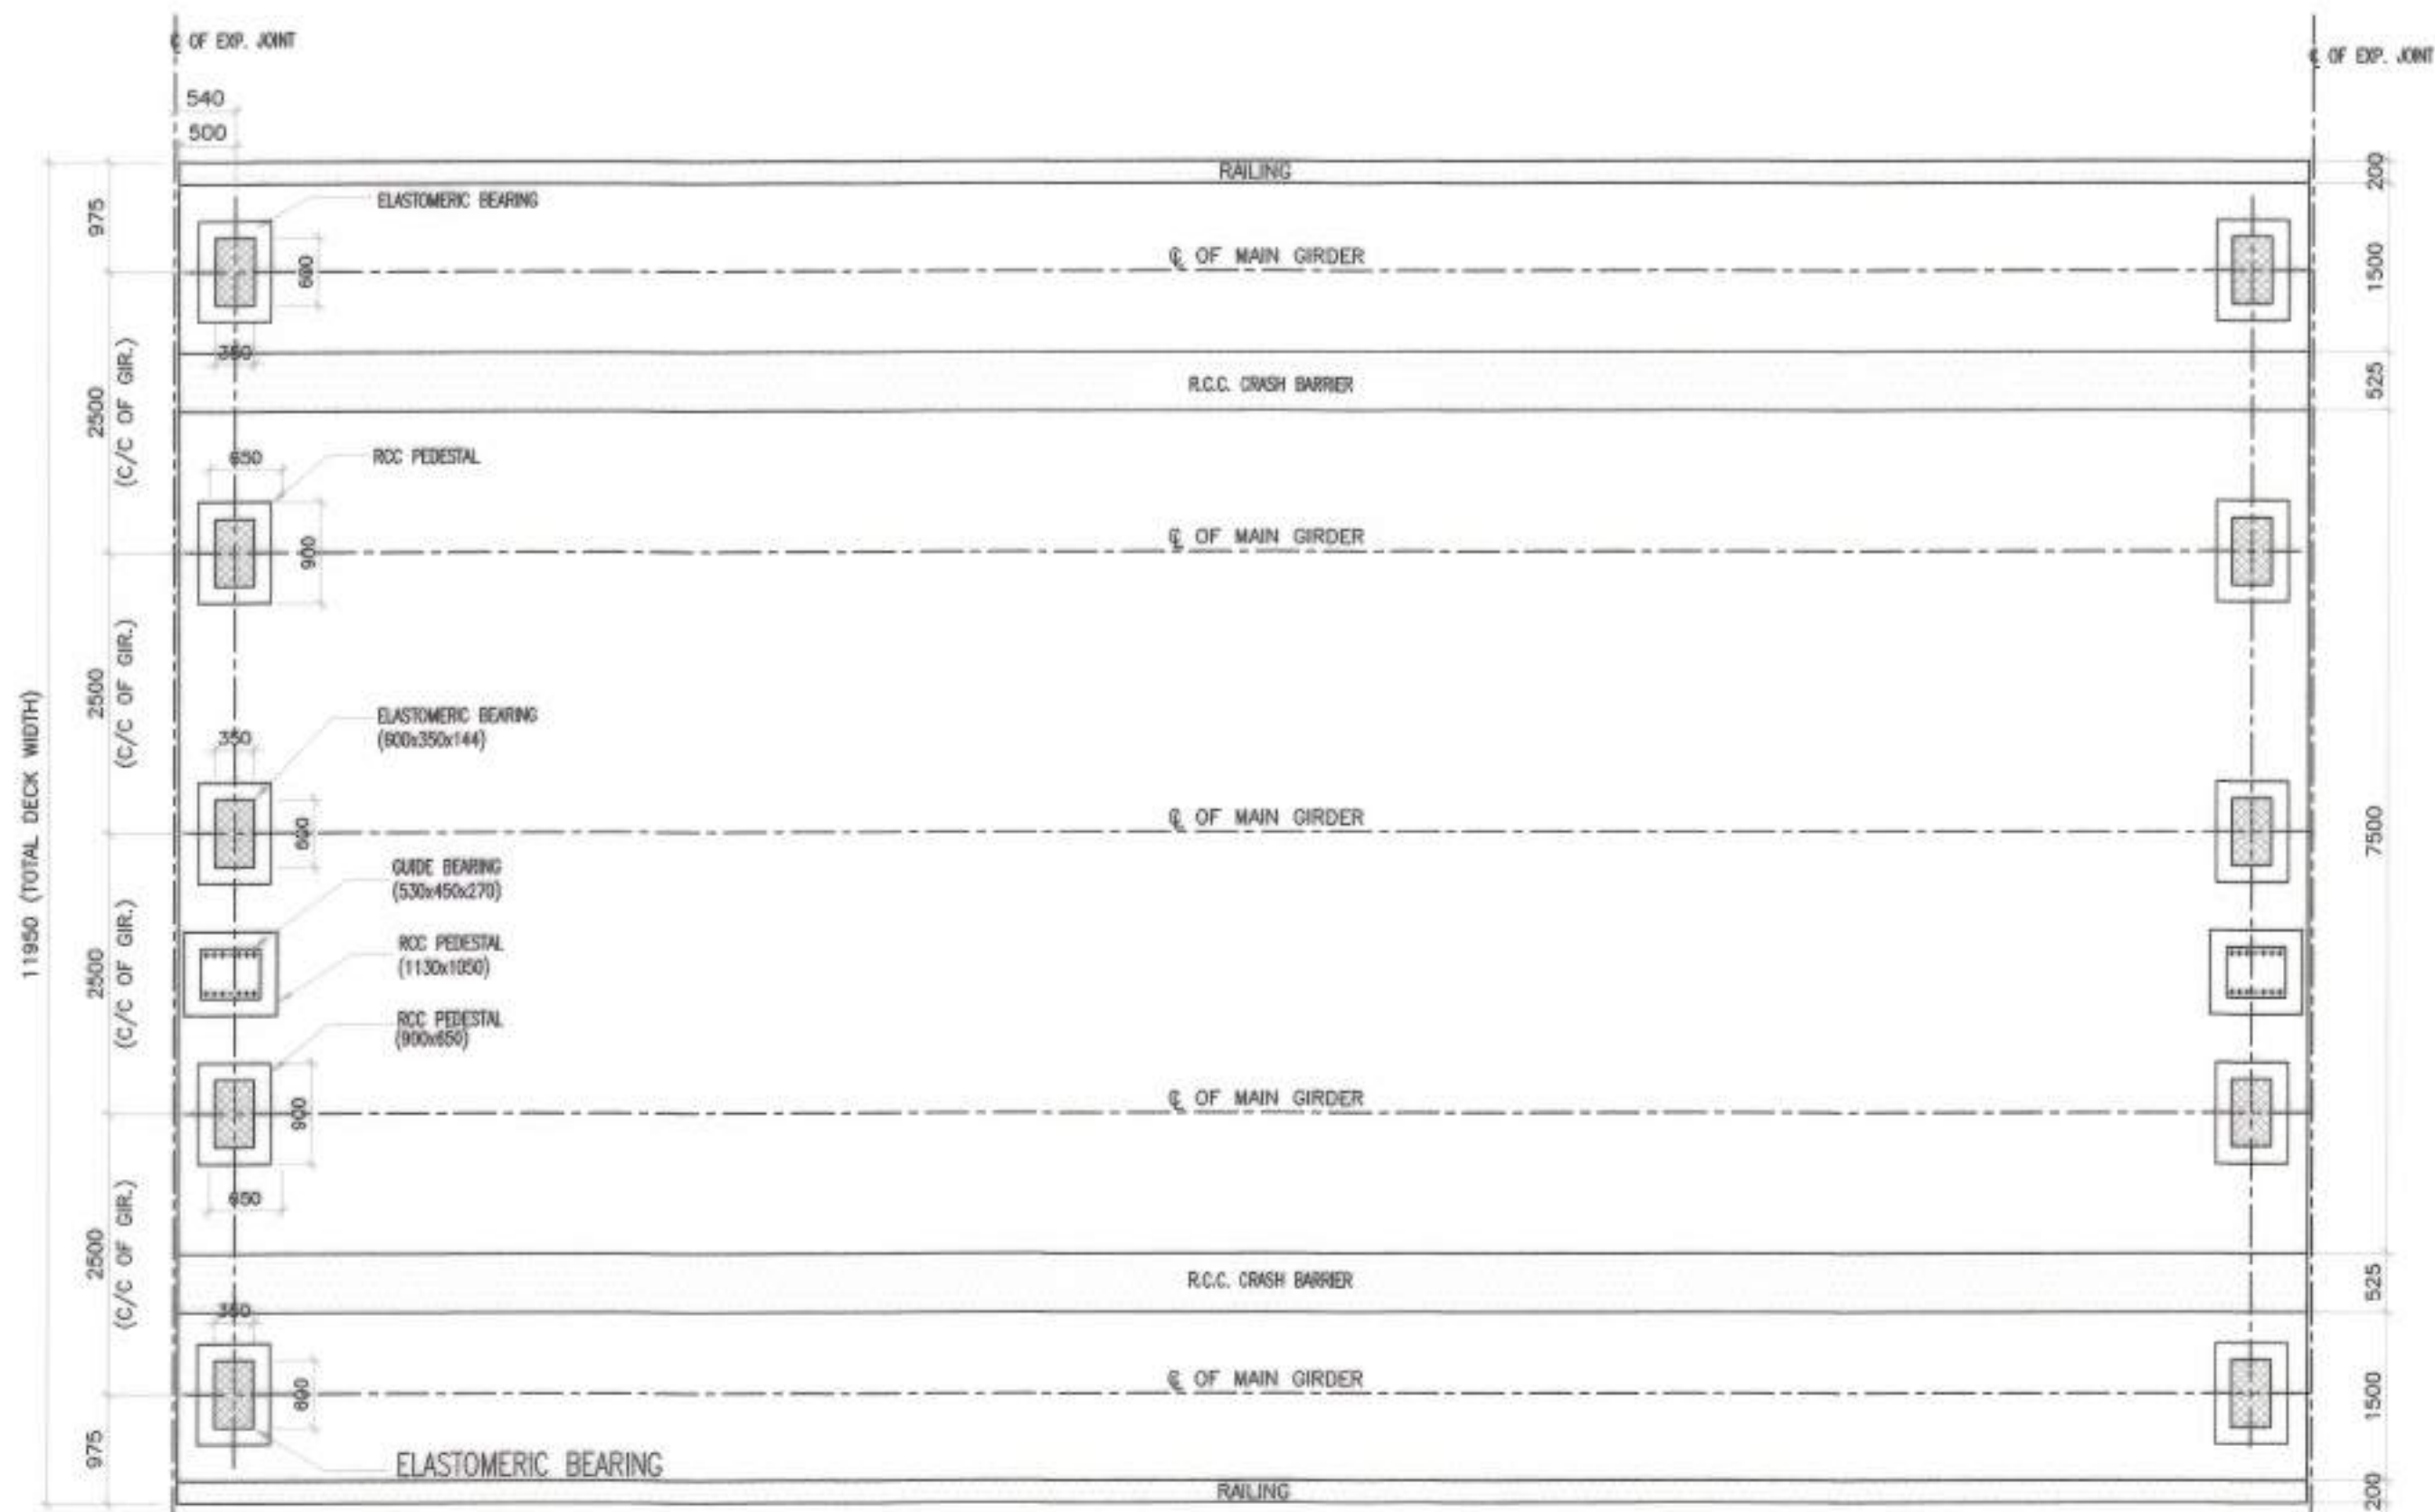 ℄ OF EXP. JOINT
℄ OF EXP. JOINT
540
500
RAILING
200
975
ELASTOMERIC BEARING
℄ OF MAIN GIRDER
600
1500
350
R.C.C. CRASH BARRIER
525
2500
(C/C OF GIR.)
650
RCC PEDESTAL
900
℄ OF MAIN GIRDER
2500
(C/C OF GIR.)
ELASTOMERIC BEARING
(600x350x144)
350
600
℄ OF MAIN GIRDER
7500
11950 (TOTAL DECK WIDTH)
GUIDE BEARING
(530x450x270)
2500
(C/C OF GIR.)
RCC PEDESTAL
(1130x1050)
RCC PEDESTAL
(900x650)
900
℄ OF MAIN GIRDER
650
2500
(C/C OF GIR.)
R.C.C. CRASH BARRIER
525
350
600
℄ OF MAIN GIRDER
1500
975
ELASTOMERIC BEARING
RAILING
200